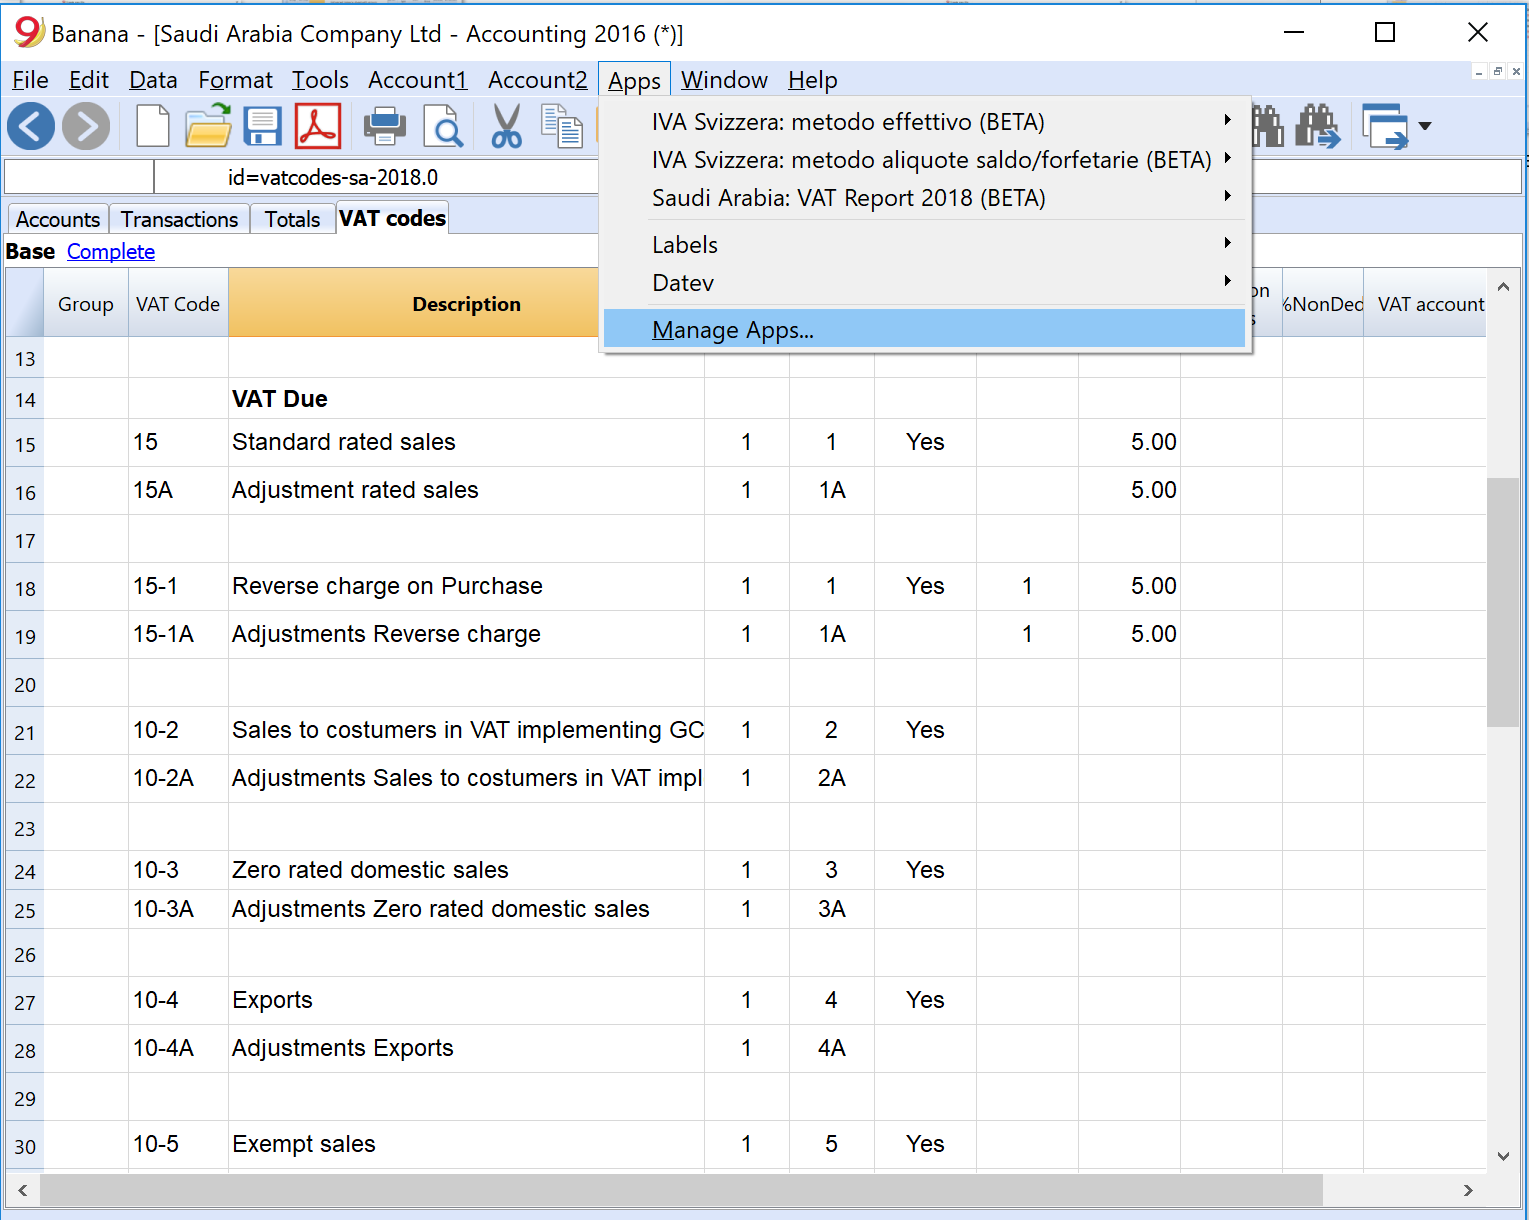 Banana - [Saudi Arabia Company Ltd - Accounting 2016 (*)]
File Edit Data Format Tools Account1 Account2 Apps Window Help
IVA Svizzera: metodo effettivo (BETA)
IVA Svizzera: metodo aliquote saldo/forfetarie (BETA)
Saudi Arabia: VAT Report 2018 (BETA)
Labels
Datev
Manage Apps...
id=vatcodes-sa-2018.0
Accounts Transactions Totals VAT codes
Base Complete
Group VAT Code Description %NonDed VAT account
13
14 VAT Due
15 15 Standard rated sales 1 1 Yes 5.00
16 15A Adjustment rated sales 1 1A 5.00
17
18 15-1 Reverse charge on Purchase 1 1 Yes 1 5.00
19 15-1A Adjustments Reverse charge 1 1A 1 5.00
20
21 10-2 Sales to costumers in VAT implementing GC 1 2 Yes
22 10-2A Adjustments Sales to costumers in VAT impl 1 2A
23
24 10-3 Zero rated domestic sales 1 3 Yes
25 10-3A Adjustments Zero rated domestic sales 1 3A
26
27 10-4 Exports 1 4 Yes
28 10-4A Adjustments Exports 1 4A
29
30 10-5 Exempt sales 1 5 Yes